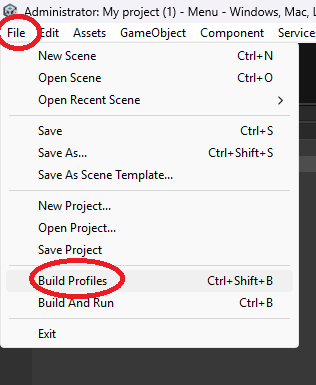 Administrator: My project (1) - Menu - Windows, Mac, L
File Edit Assets GameObject Component Service
New Scene Ctrl+N
Open Scene Ctrl+O
Open Recent Scene >
Save Ctrl+S
Save As... Ctrl+Shift+S
Save As Scene Template...
New Project...
Open Project...
Save Project
Build Profiles Ctrl+Shift+B
Build And Run Ctrl+B
Exit